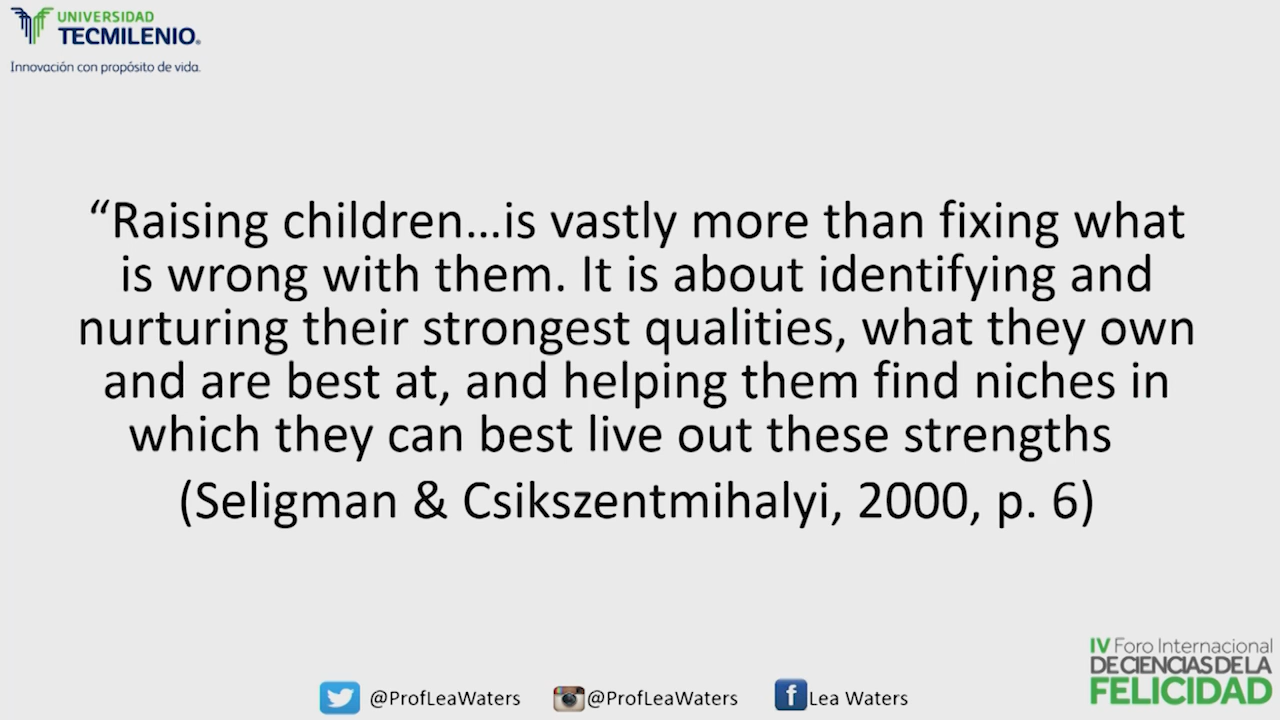 UNIVERSIDAD
TECMILENIO®
Innovación con propósito de vida.
“Raising children…is vastly more than fixing what
is wrong with them. It is about identifying and
nurturing their strongest qualities, what they own
and are best at, and helping them find niches in
which they can best live out these strengths
(Seligman & Csikszentmihalyi, 2000, p. 6)
@ProfLeaWaters @ProfLeaWaters Lea Waters
IV Foro Internacional
DE CIENCIAS DE LA
FELICIDAD